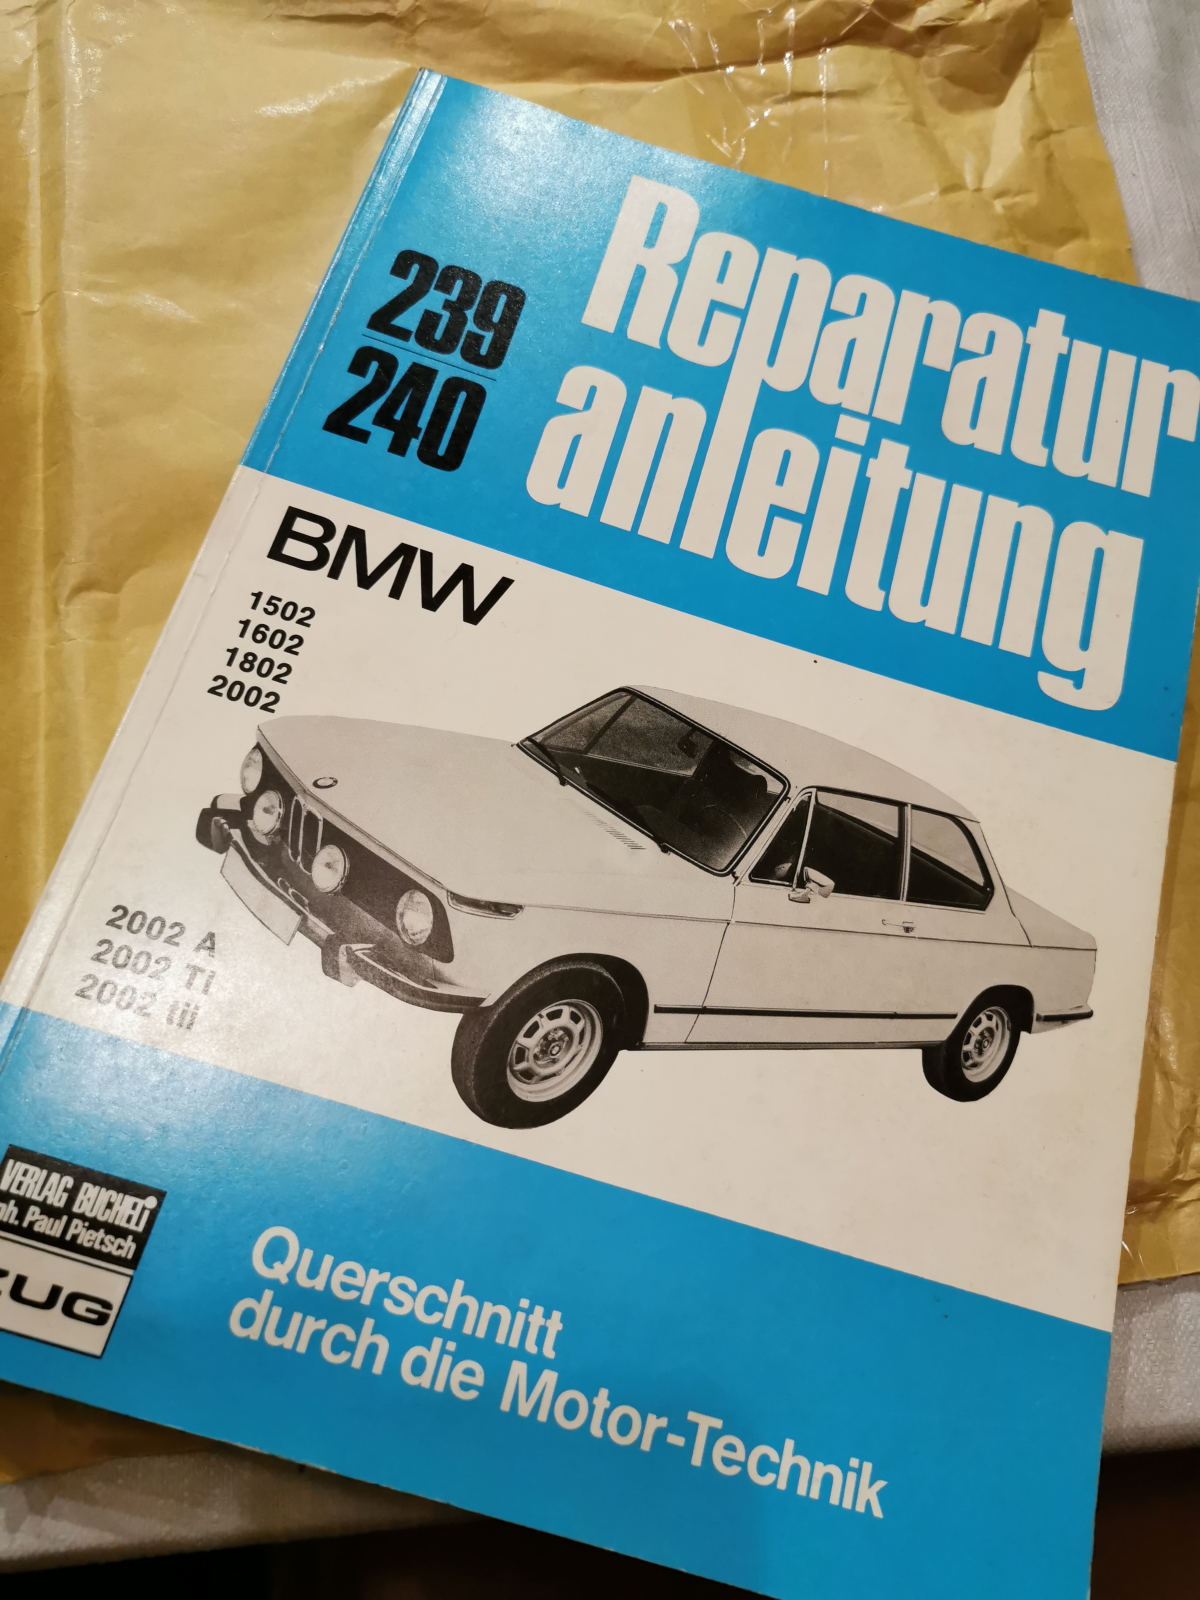 239
240
Reparatur
anleitung
BMW
1502
1602
1802
2002
2002 A
2002 TI
2002 tii
VERLAG BUCHELI
Inh. Paul Pietsch
ZUG
Querschnitt
durch die Motor-Technik